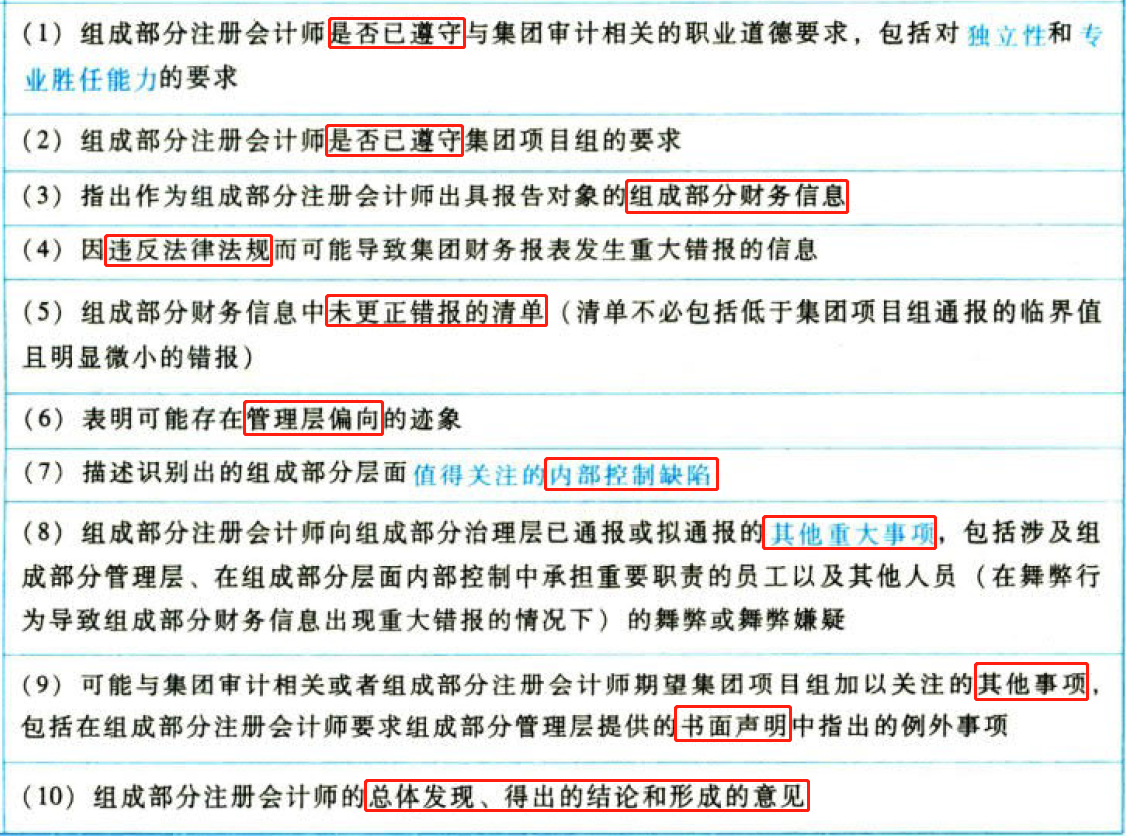 (1) 组成部分注册会计师是否已遵守与集团审计相关的职业道德要求，包括对 独立性和 专
业胜任能力的要求
(2) 组成部分注册会计师是否已遵守集团项目组的要求
(3) 指出作为组成部分注册会计师出具报告对象的组成部分财务信息
(4) 因违反法律法规而可能导致集团财务报表发生重大错报的信息
(5) 组成部分财务信息中未更正错报的清单（清单不必包括低于集团项目组通报的临界值
且明显微小的错报）
(6) 表明可能存在管理层偏向的迹象
(7) 描述识别出的组成部分层面 值得关注的内部控制缺陷
(8) 组成部分注册会计师向组成部分治理层已通报或拟通报的 其他重大事项，包括涉及组
成部分管理层、在组成部分层面内部控制中承担重要职责的员工以及其他人员（在舞弊行
为导致组成部分财务信息出现重大错报的情况下）的舞弊或舞弊嫌疑
(9) 可能与集团审计相关或者组成部分注册会计师期望集团项目组加以关注的其他事项，
包括在组成部分注册会计师要求组成部分管理层提供的书面声明中指出的例外事项
(10) 组成部分注册会计师的总体发现、得出的结论和形成的意见